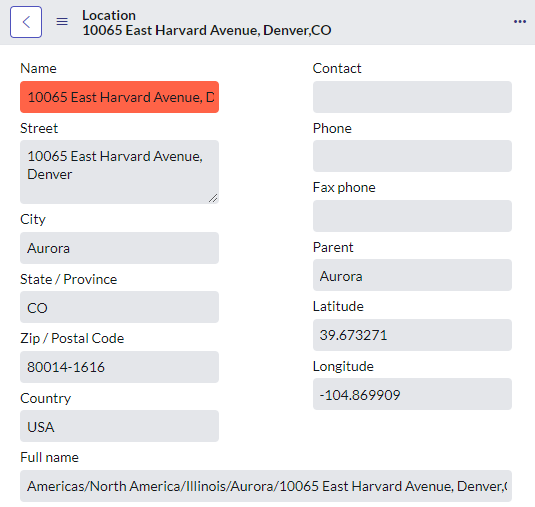 Location
10065 East Harvard Avenue, Denver,CO
Name
10065 East Harvard Avenue, D
Street
10065 East Harvard Avenue,
Denver
City
Aurora
State / Province
CO
Zip / Postal Code
80014-1616
Country
USA
Contact
Phone
Fax phone
Parent
Aurora
Latitude
39.673271
Longitude
-104.869909
Full name
Americas/North America/Illinois/Aurora/10065 East Harvard Avenue, Denver,